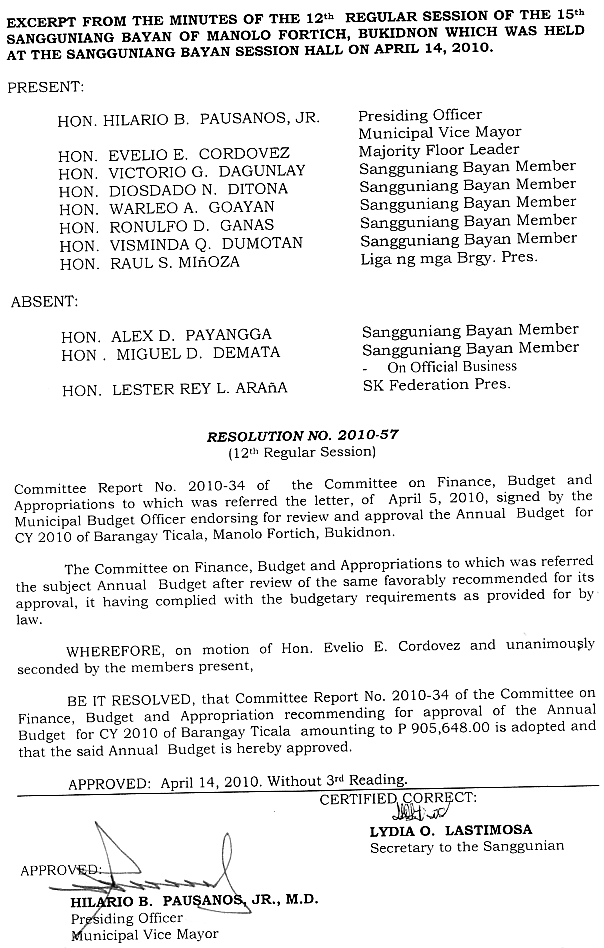 EXCERPT FROM THE MINUTES OF THE 12th REGULAR SESSION OF THE 15th
SANGGUNIANG BAYAN OF MANOLO FORTICH, BUKIDNON WHICH WAS HELD
AT THE SANGGUNIANG BAYAN SESSION HALL ON APRIL 14, 2010.
PRESENT:
HON. HILARIO B. PAUSANOS, JR. Presiding Officer
Municipal Vice Mayor
HON. EVELIO E. CORDOVEZ Majority Floor Leader
HON. VICTORIO G. DAGUNLAY Sangguniang Bayan Member
HON. DIOSDADO N. DITONA Sangguniang Bayan Member
HON. WARLEO A. GOAYAN Sangguniang Bayan Member
HON. RONULFO D. GANAS Sangguniang Bayan Member
HON. VISMINDA Q. DUMOTAN Sangguniang Bayan Member
HON. RAUL S. MIñOZA Liga ng mga Brgy. Pres.
ABSENT:
HON. ALEX D. PAYANGGA Sangguniang Bayan Member
HON . MIGUEL D. DEMATA Sangguniang Bayan Member
- On Official Business
HON. LESTER REY L. ARAñA SK Federation Pres.
RESOLUTION NO. 2010-57
(12th Regular Session)
Committee Report No. 2010-34 of the Committee on Finance, Budget and
Appropriations to which was referred the letter, of April 5, 2010, signed by the
Municipal Budget Officer endorsing for review and approval the Annual Budget for
CY 2010 of Barangay Ticala, Manolo Fortich, Bukidnon.
The Committee on Finance, Budget and Appropriations to which was referred
the subject Annual Budget after review of the same favorably recommended for its
approval, it having complied with the budgetary requirements as provided for by
law.
WHEREFORE, on motion of Hon. Evelio E. Cordovez and unanimously
seconded by the members present,
BE IT RESOLVED, that Committee Report No. 2010-34 of the Committee on
Finance, Budget and Appropriation recommending for approval of the Annual
Budget for CY 2010 of Barangay Ticala amounting to P 905,648.00 is adopted and
that the said Annual Budget is hereby approved.
APPROVED: April 14, 2010. Without 3rd Reading.
CERTIFIED CORRECT:
LYDIA O. LASTIMOSA
Secretary to the Sanggunian
APPROVED:
HILARIO B. PAUSANOS, JR., M.D.
Presiding Officer
Municipal Vice Mayor